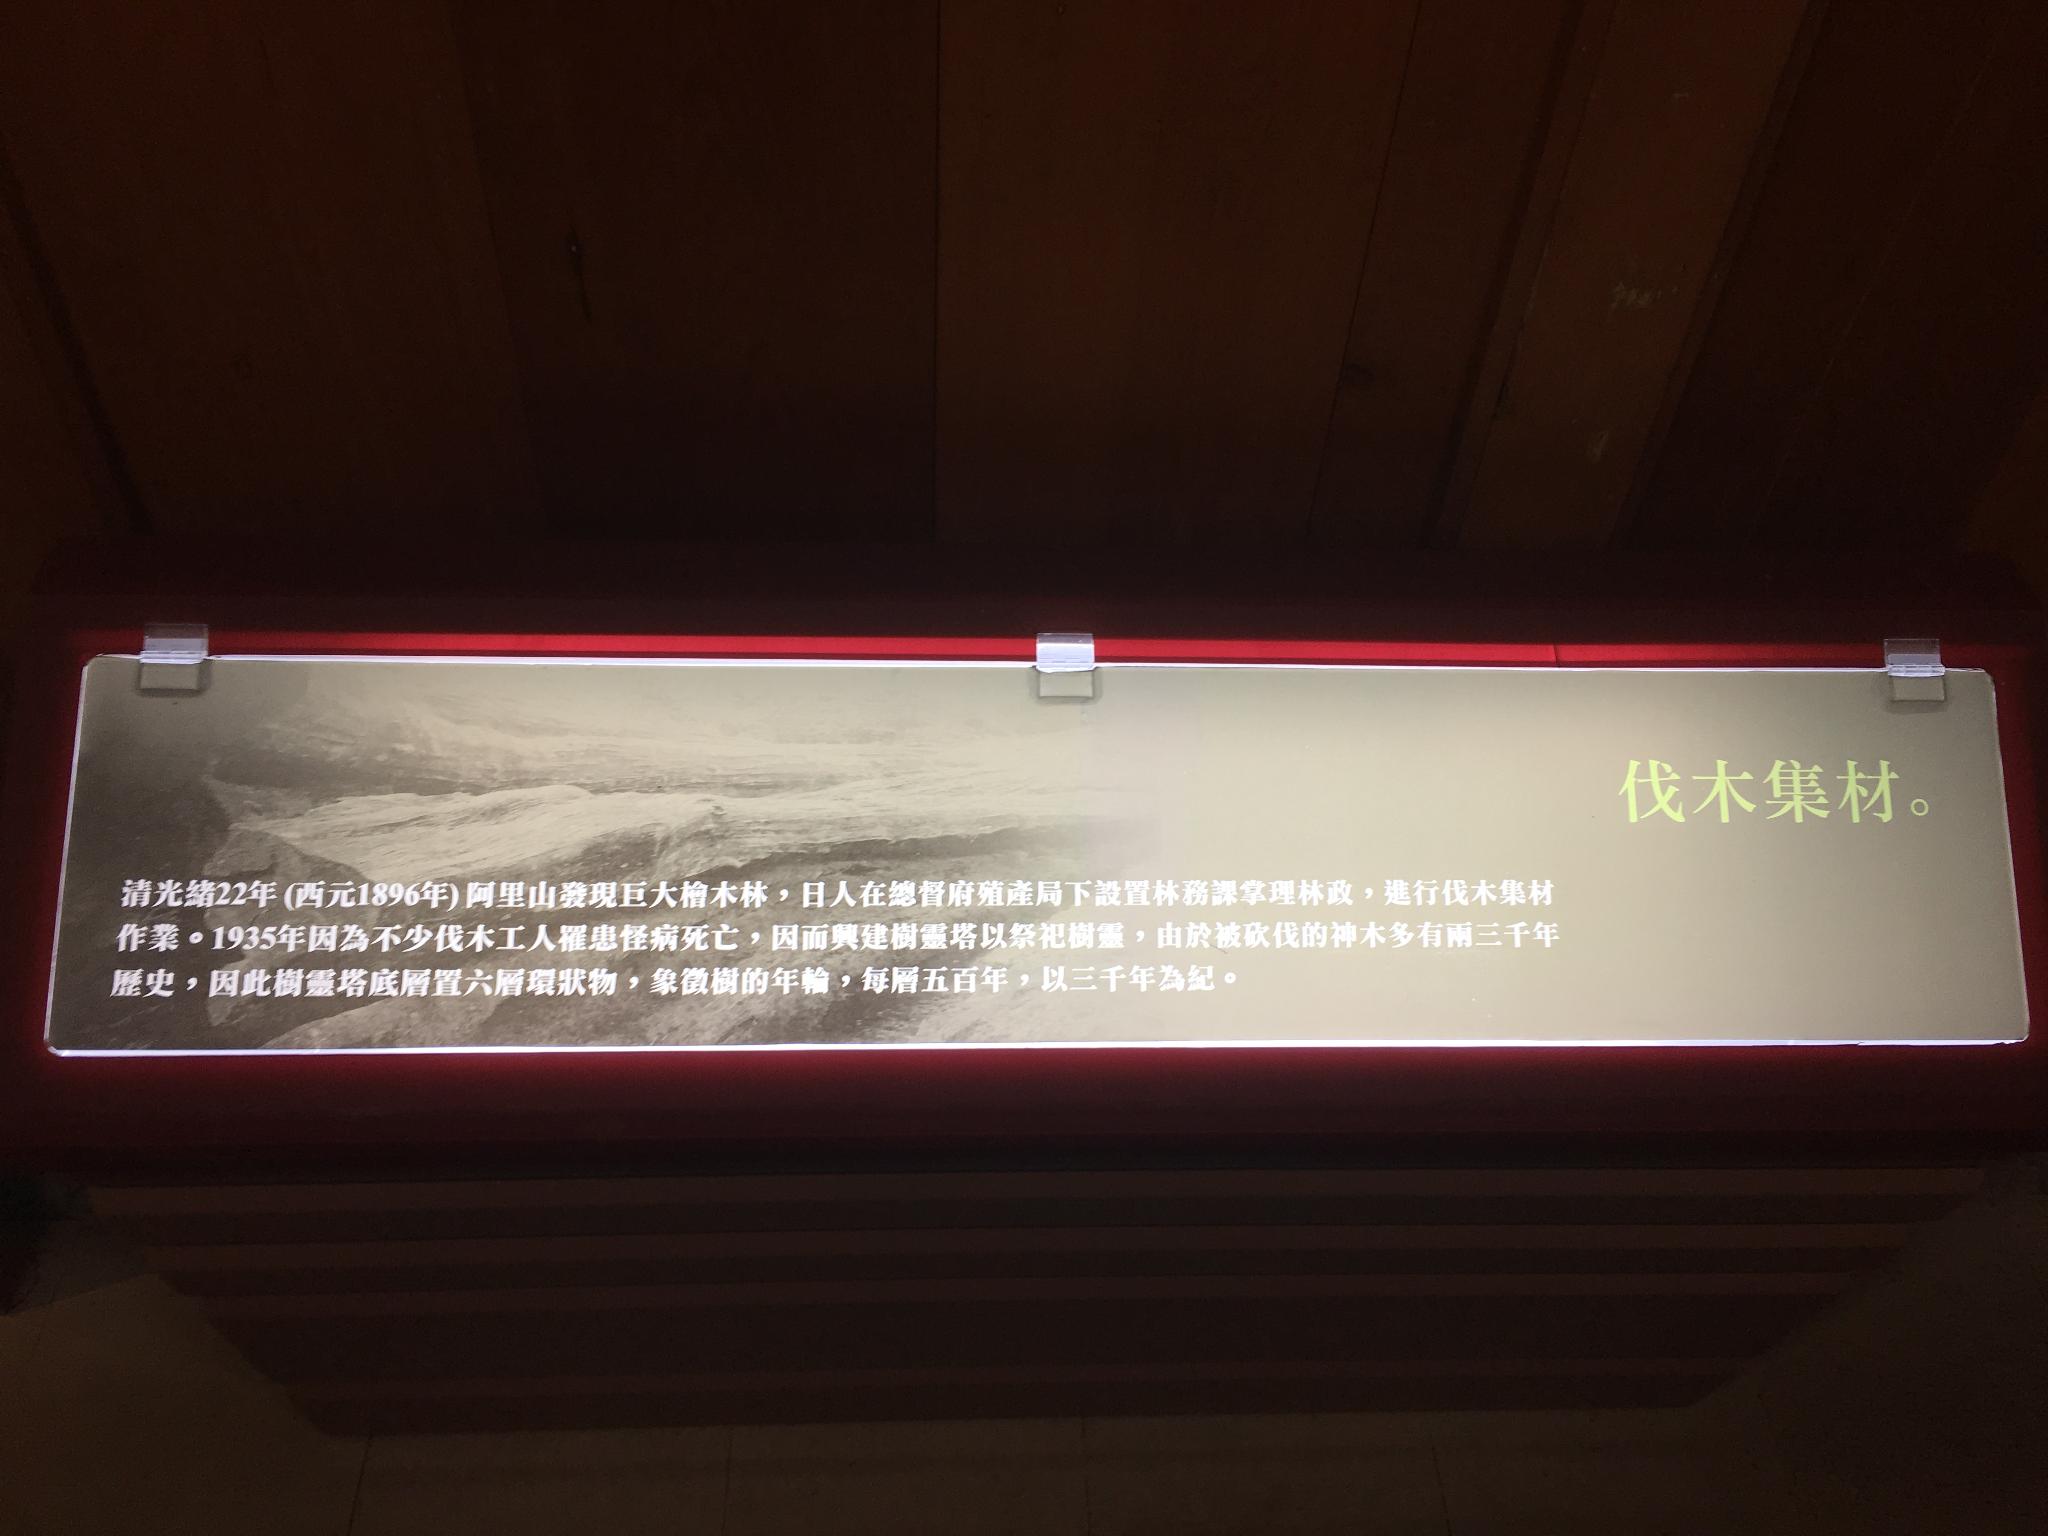 伐木集材。
清光緒22年 (西元1896年) 阿里山發現巨大檜木林，日人在總督府殖產局下設置林務課掌理林政，進行伐木集材
作業。1935年因為不少伐木工人罹患怪病死亡，因而興建樹靈塔以祭祀樹靈，由於被砍伐的神木多有兩三千年
歷史，因此樹靈塔底層置六層環狀物，象徵樹的年輪，每層五百年，以三千年為紀。